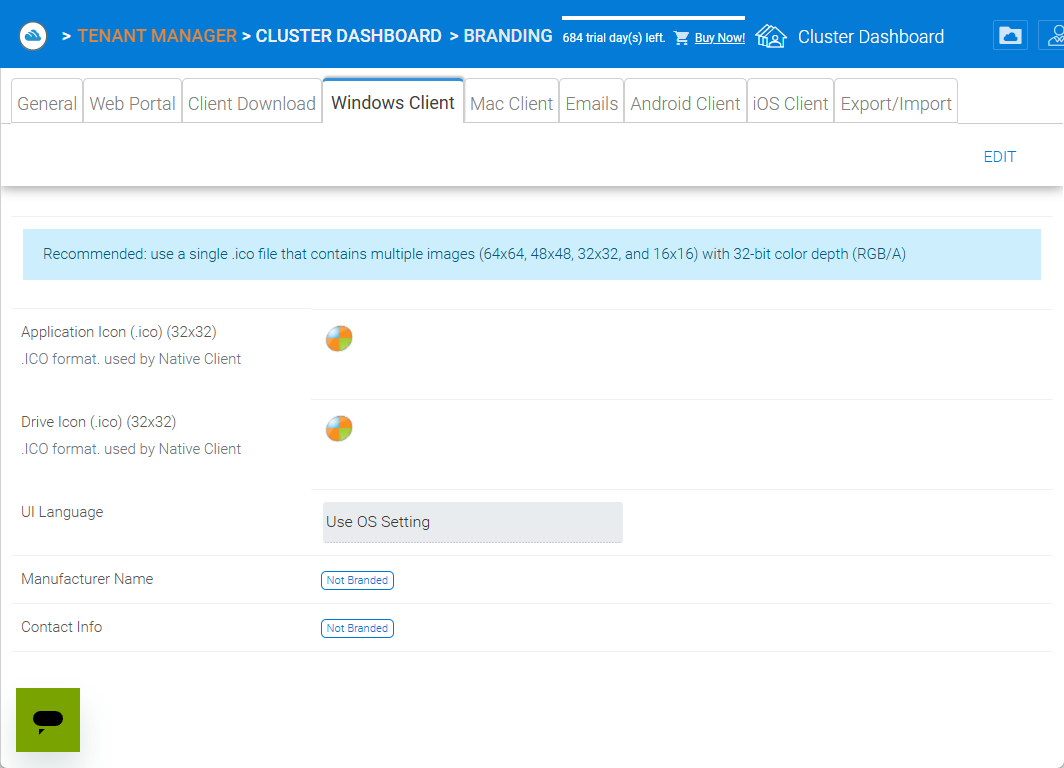 > TENANT MANAGER > CLUSTER DASHBOARD > BRANDING 684 trial day(s) left. Buy Now! Cluster Dashboard
General Web Portal Client Download Windows Client Mac Client Emails Android Client iOS Client Export/Import
EDIT
Recommended: use a single .ico file that contains multiple images (64x64, 48x48, 32x32, and 16x16) with 32-bit color depth (RGB/A)
Application Icon (.ico) (32x32)
.ICO format. used by Native Client
Drive Icon (.ico) (32x32)
.ICO format. used by Native Client
UI Language Use OS Setting
Manufacturer Name Not Branded
Contact Info Not Branded